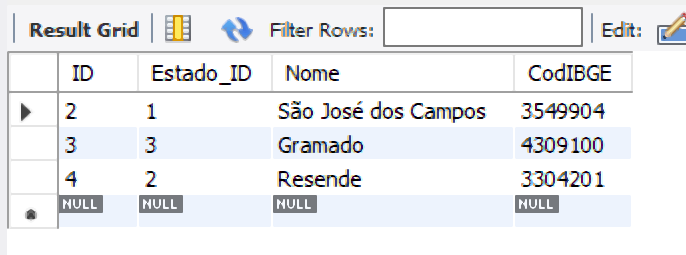 Result Grid Filter Rows: Edit:
ID Estado_ID Nome CodIBGE
2 1 São José dos Campos 3549904
3 3 Gramado 4309100
4 2 Resende 3304201
NULL NULL NULL NULL